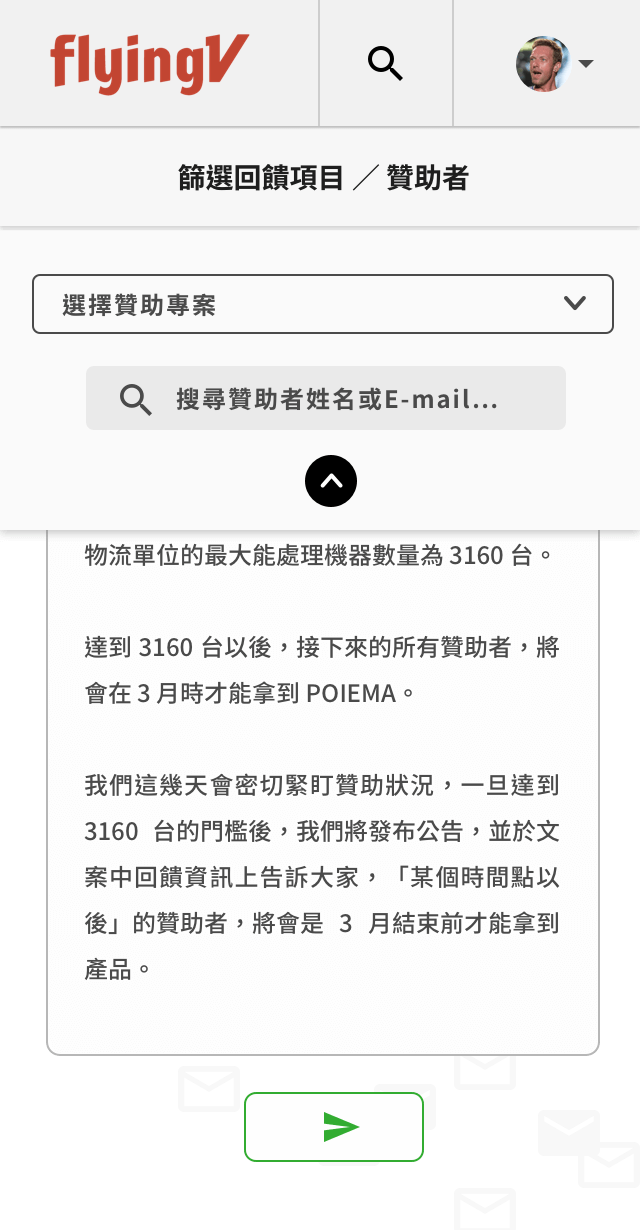 flyingV
篩選回饋項目／贊助者
選擇贊助專案
搜尋贊助者姓名或E-mail...
物流單位的最大能處理機器數量為 3160 台。
達到 3160 台以後，接下來的所有贊助者，將
會在 3 月時才能拿到 POIEMA。
我們這幾天會密切緊盯贊助狀況，一旦達到
3160 台的門檻後，我們將發布公告，並於文
案中回饋資訊上告訴大家，「某個時間點以
後」的贊助者，將會是 3 月結束前才能拿到
產品。